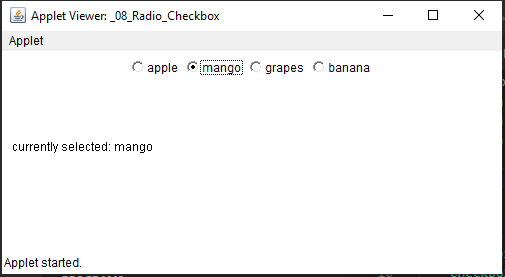 Applet Viewer: _08_Radio_Checkbox
Applet
apple mango grapes banana
currently selected: mango
Applet started.